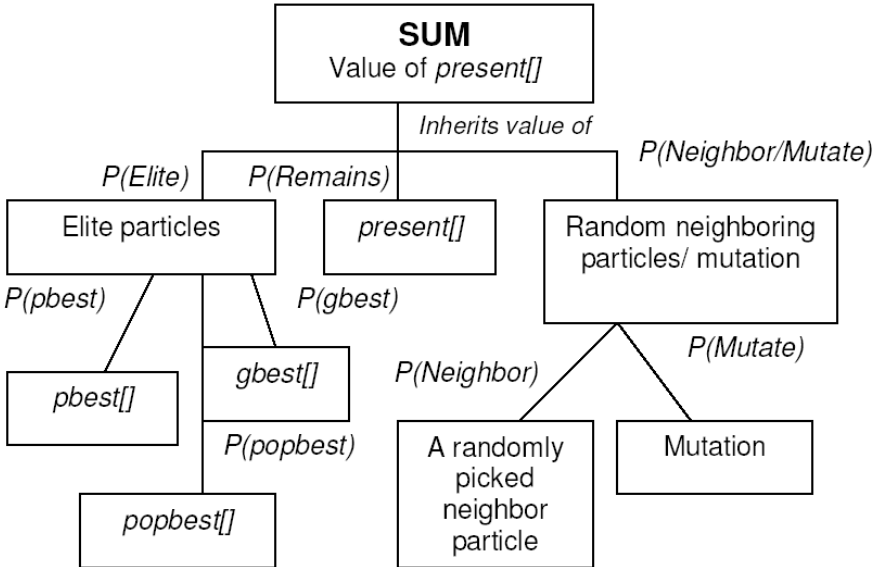 SUM
Value of present[]
Inherits value of
P(Neighbor/Mutate)
P(Elite)
P(Remains)
Elite particles
present[]
Random neighboring
particles/ mutation
P(pbest)
P(gbest)
P(Mutate)
gbest[]
P(Neighbor)
pbest[]
P(popbest)
A randomly
picked
neighbor
particle
Mutation
popbest[]